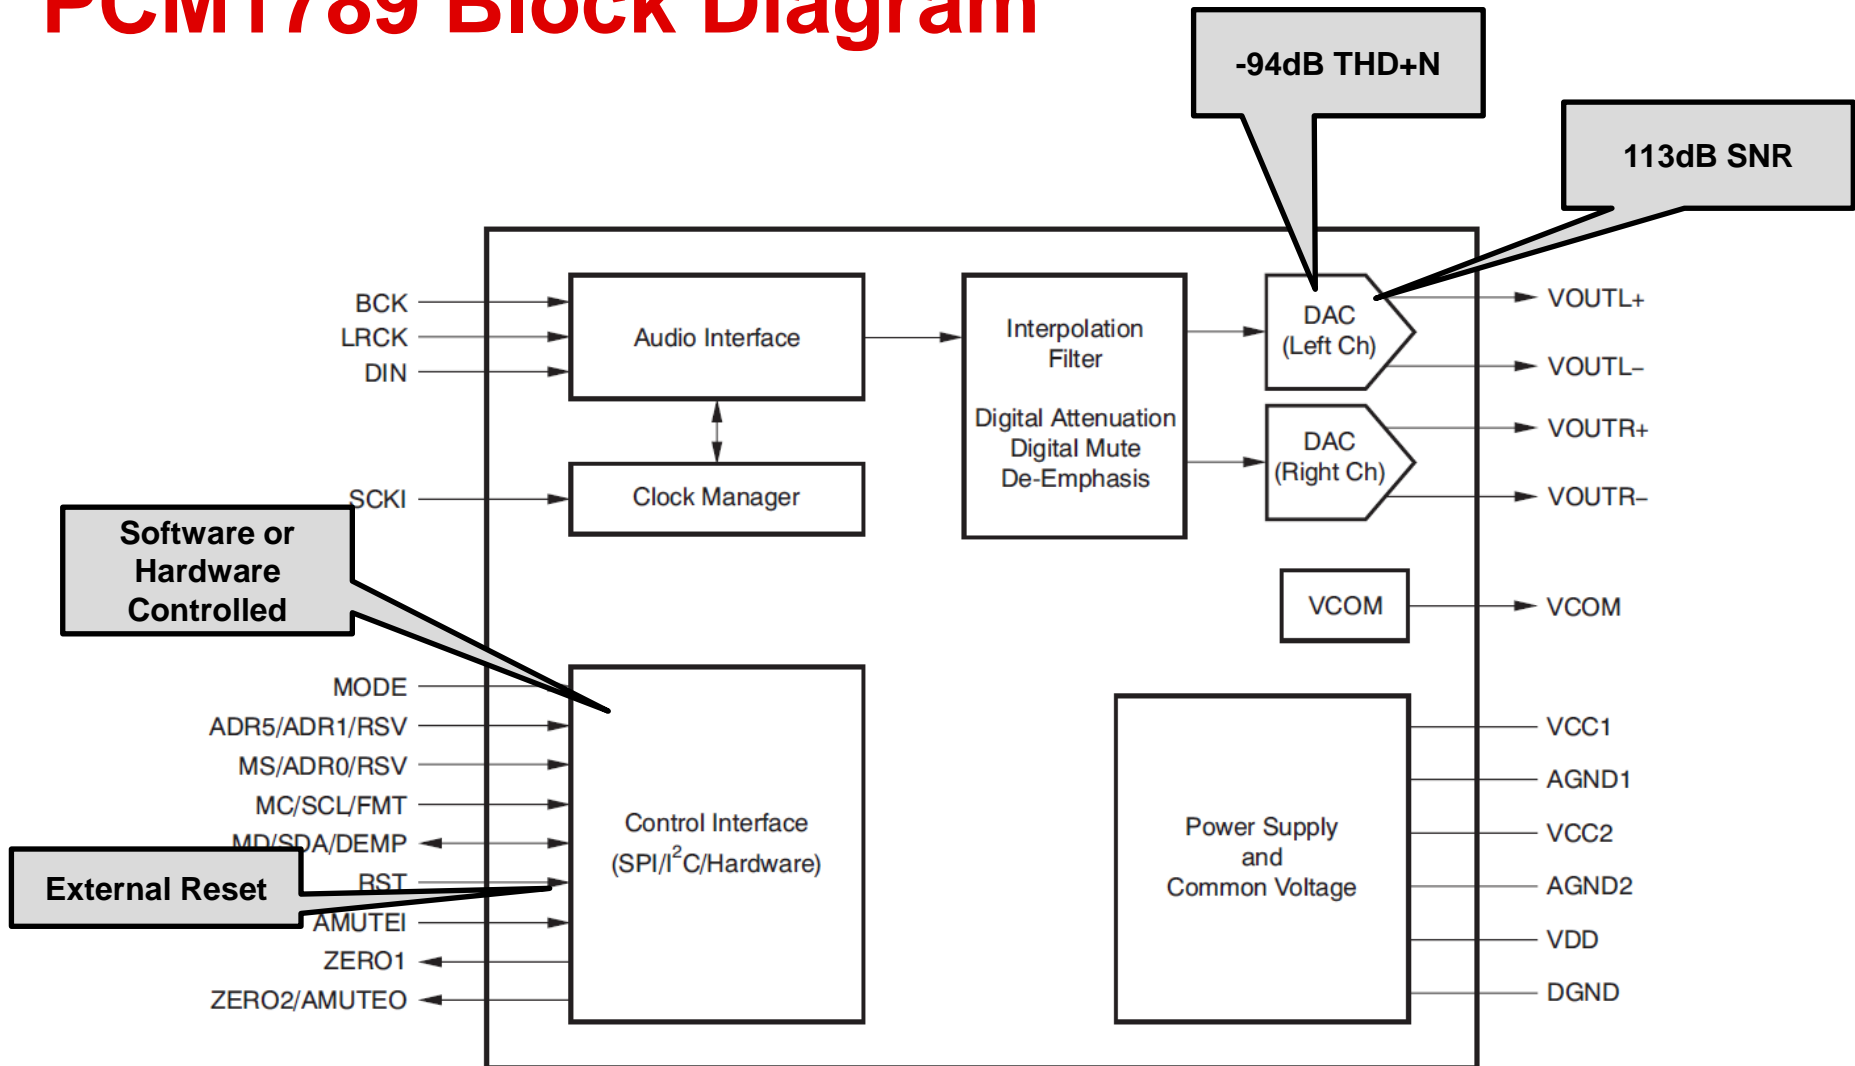 PCM1789 Block Diagram
-94dB THD+N
113dB SNR
BCK
LRCK
DIN
Audio Interface
SCKI
Clock Manager
Interpolation
Filter
Digital Attenuation
Digital Mute
De-Emphasis
DAC
(Left Ch)
DAC
(Right Ch)
VOUTL+
VOUTL−
VOUTR+
VOUTR−
VCOM
VCOM
Software or
Hardware
Controlled
MODE
ADR5/ADR1/RSV
MS/ADR0/RSV
MC/SCL/FMT
MD/SDA/DEMP
RST
AMUTEI
ZERO1
ZERO2/AMUTEO
External Reset
Control Interface
(SPI/I²C/Hardware)
Power Supply
and
Common Voltage
VCC1
AGND1
VCC2
AGND2
VDD
DGND